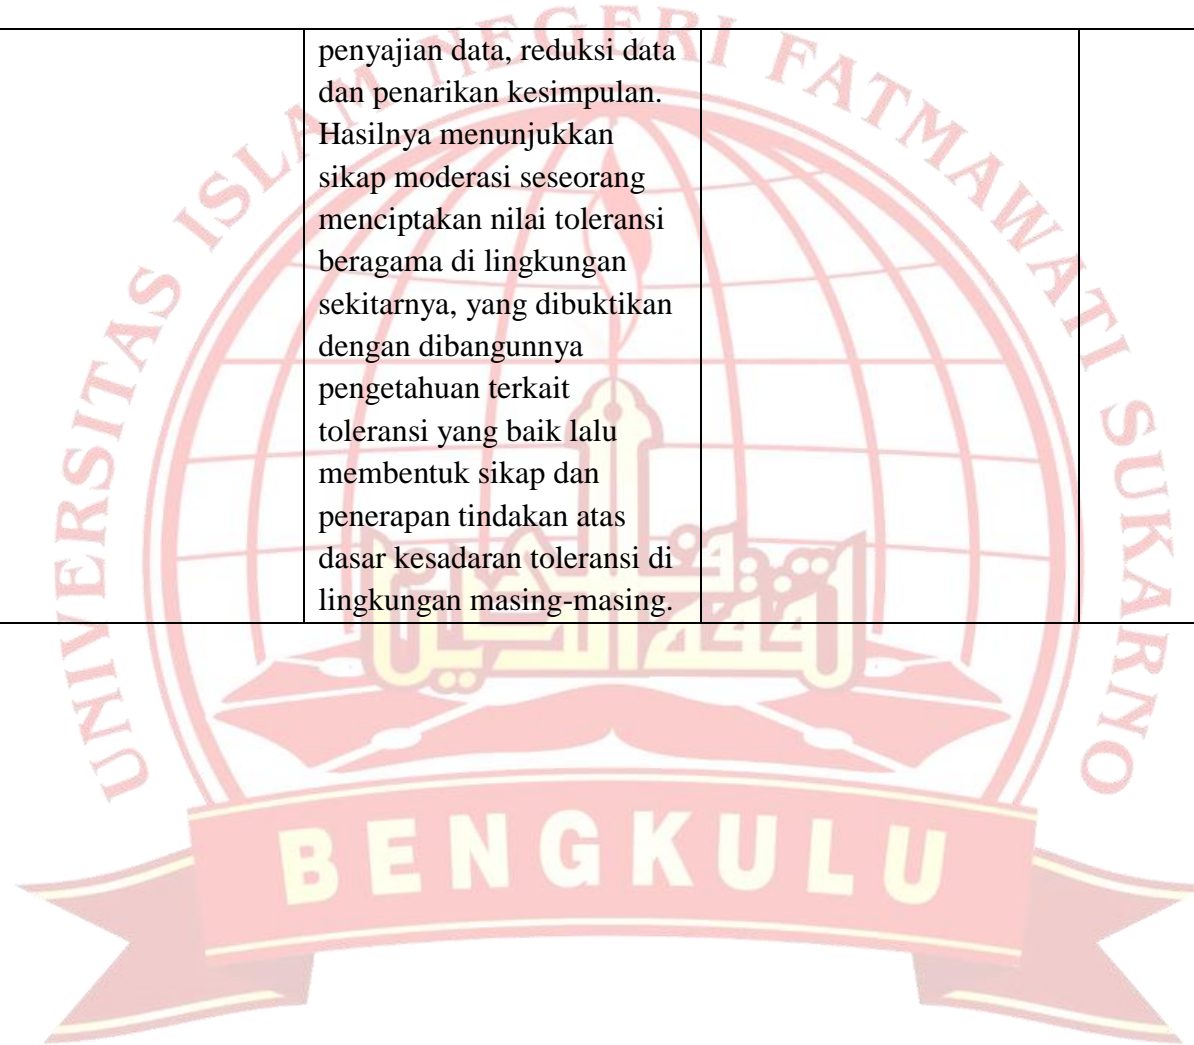 penyajian data, reduksi data
dan penarikan kesimpulan.
Hasilnya menunjukkan
sikap moderasi seseorang
menciptakan nilai toleransi
beragama di lingkungan
sekitarnya, yang dibuktikan
dengan dibangunnya
pengetahuan terkait
toleransi yang baik lalu
membentuk sikap dan
penerapan tindakan atas
dasar kesadaran toleransi di
lingkungan masing-masing.
UNIVERSITAS ISLAM NEGERI FATMAWATI SUKARNO
BENGKULU